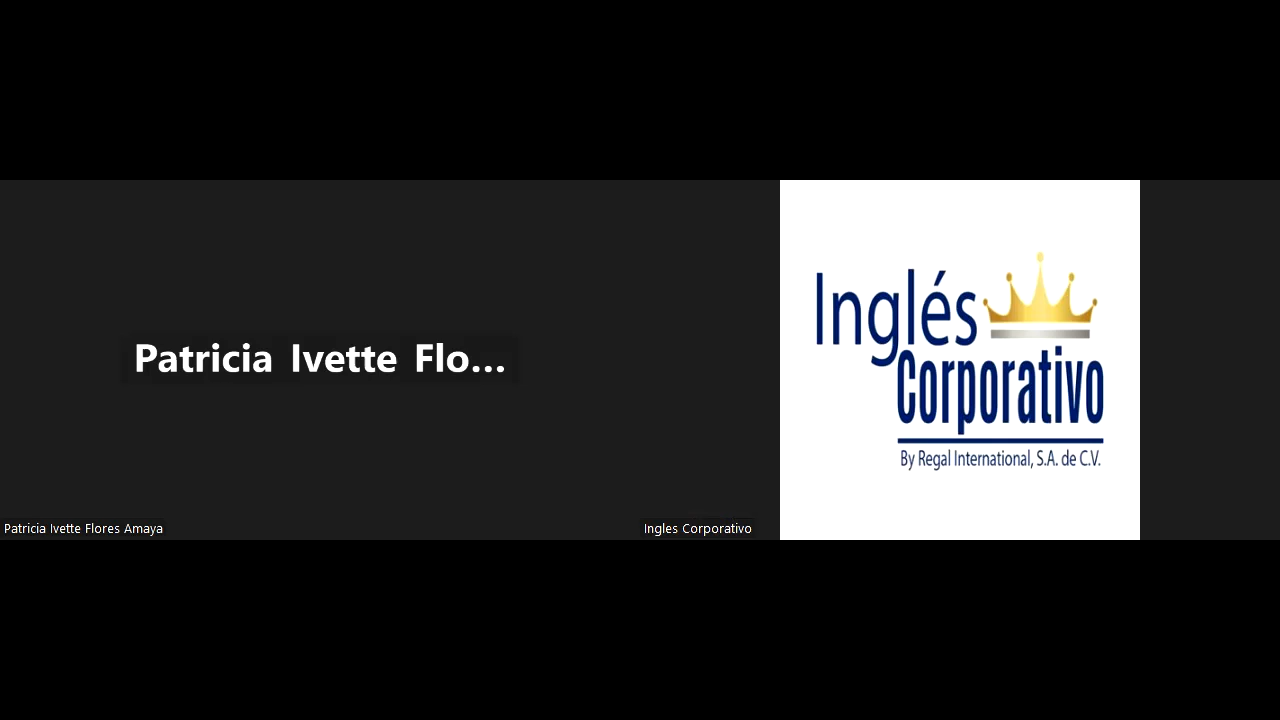 Patricia Ivette Flo...
Patricia Ivette Flores Amaya
Inglés
Corporativo
By Regal International, S.A. de C.V.
Ingles Corporativo